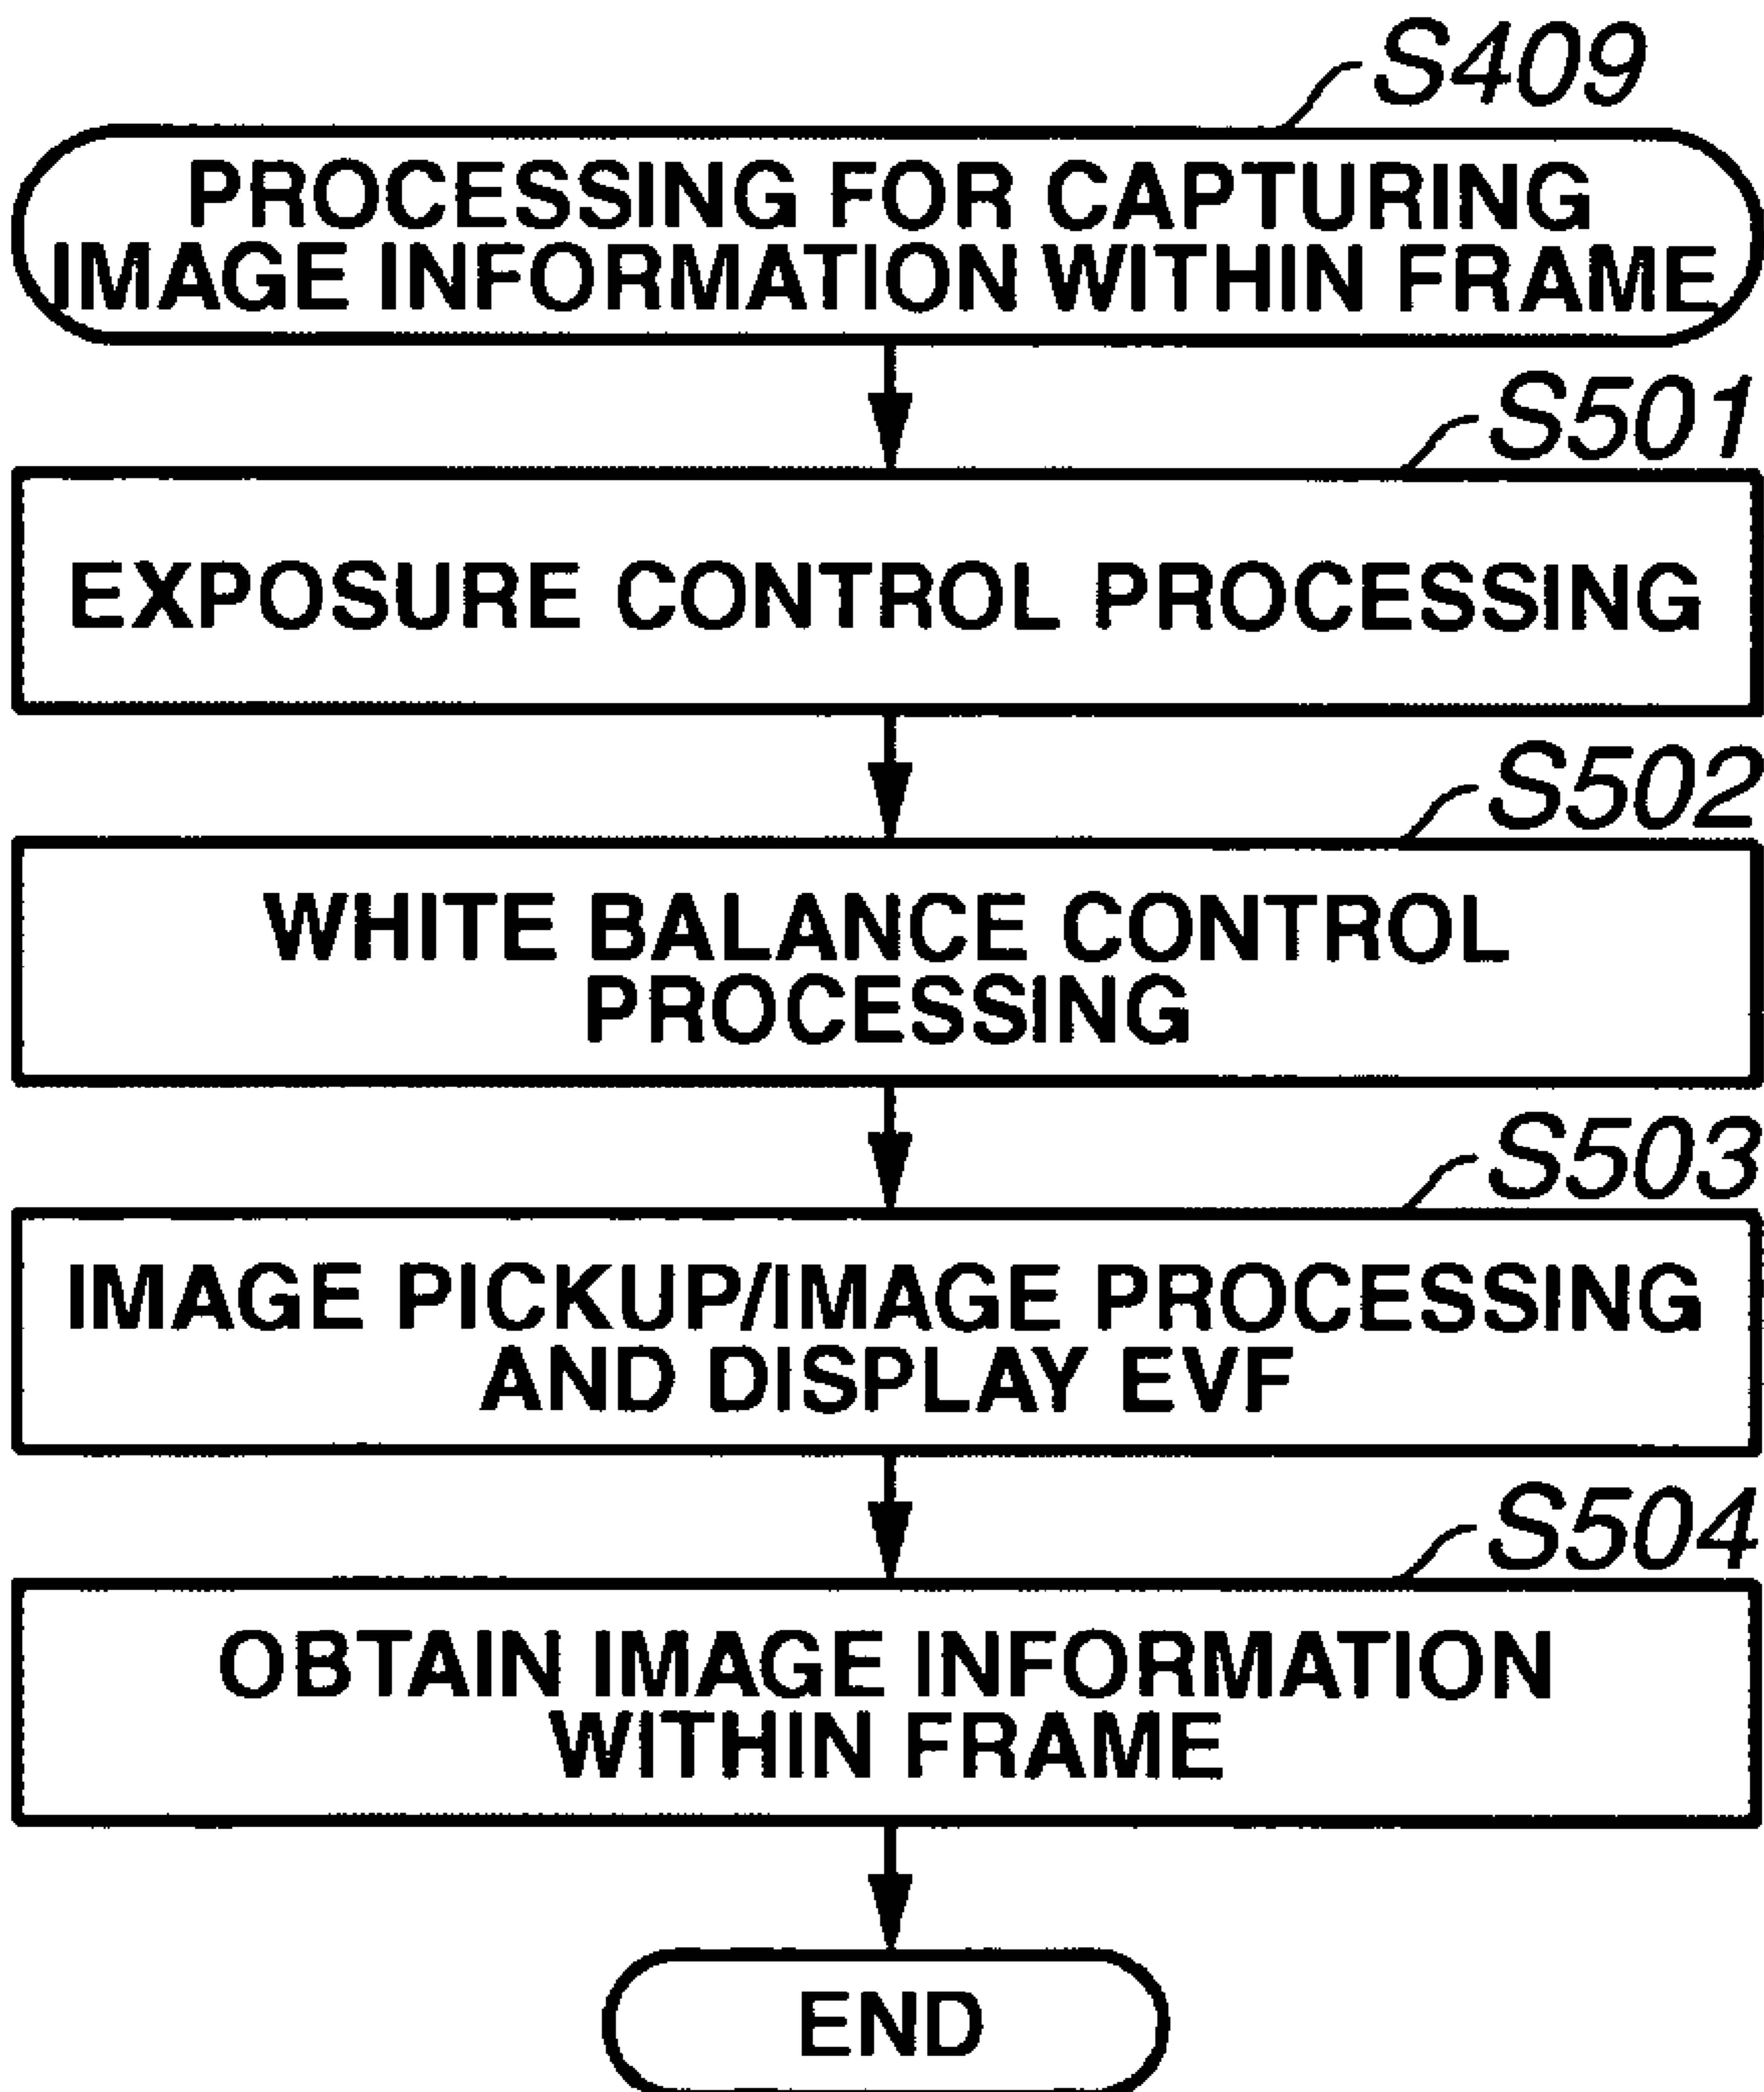 S409
PROCESSING FOR CAPTURING
IMAGE INFORMATION WITHIN FRAME
S501
EXPOSURE CONTROL PROCESSING
S502
WHITE BALANCE CONTROL
PROCESSING
S503
IMAGE PICKUP/IMAGE PROCESSING
AND DISPLAY EVF
S504
OBTAIN IMAGE INFORMATION
WITHIN FRAME
END